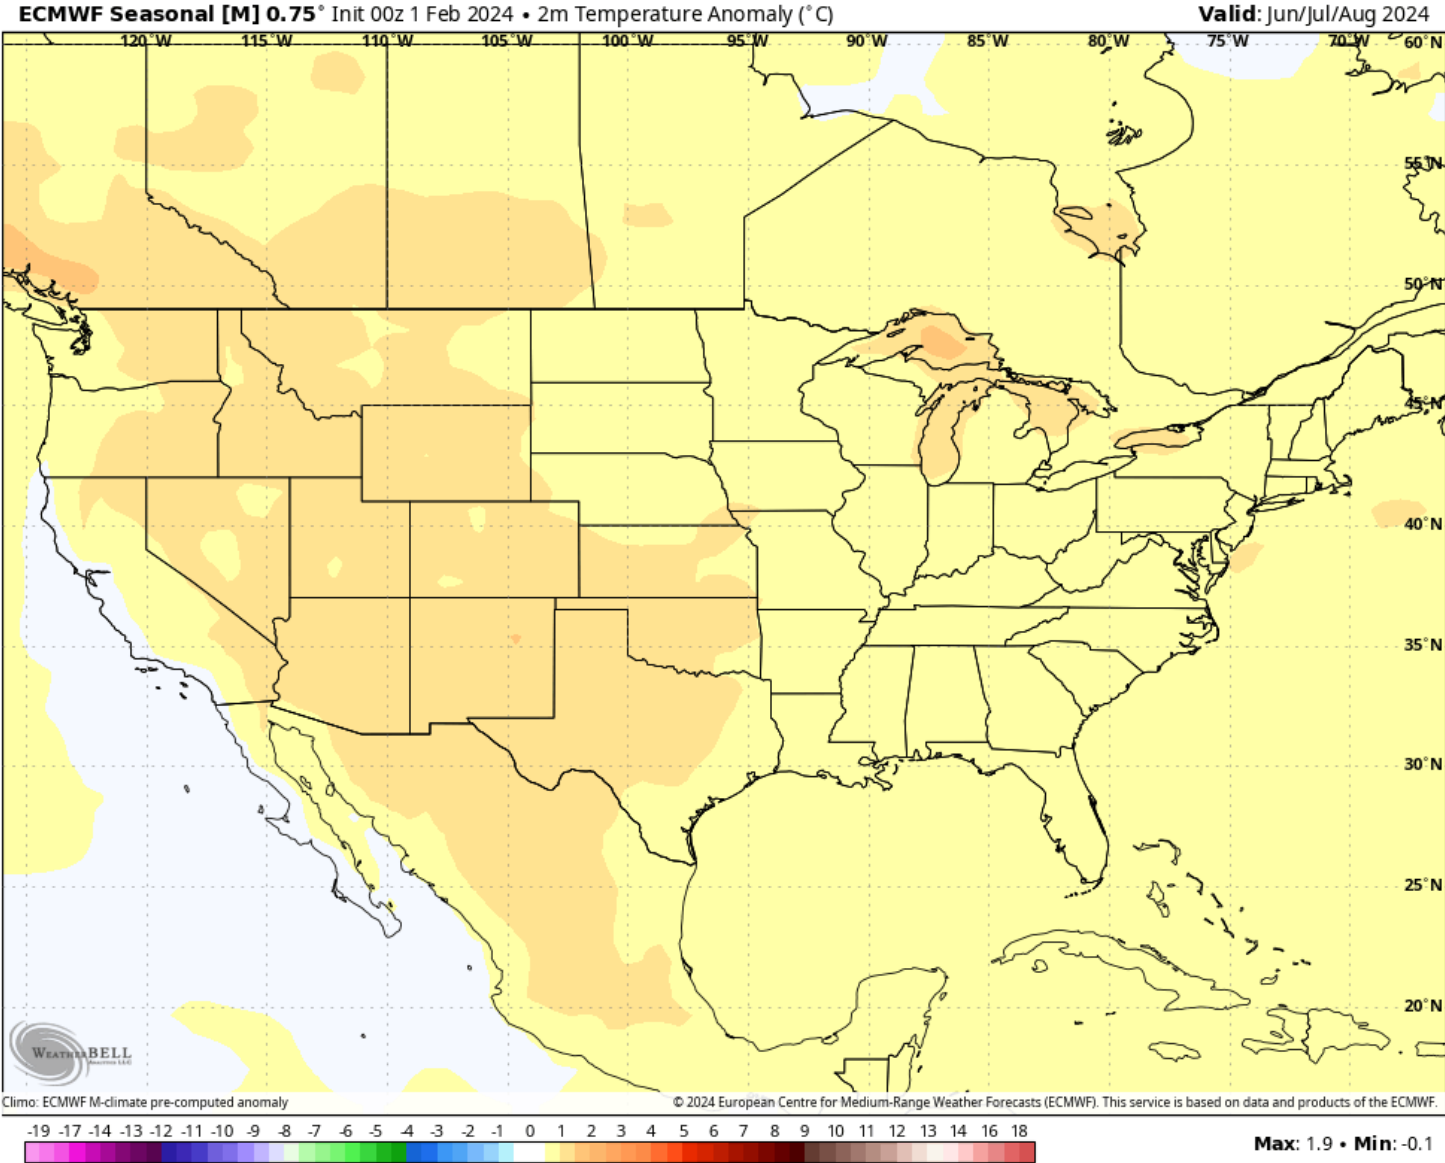 ECMWF Seasonal [M] 0.75° Init 00z 1 Feb 2024 • 2m Temperature Anomaly (°C)
Valid: Jun/Jul/Aug 2024
120°W 115°W 110°W 105°W 100°W 95°W 90°W 85°W 80°W 75°W 70°W 60°N
55°N
50°N
45°N
40°N
35°N
30°N
25°N
20°N
WEATHERBELL
ANALYTICS LLC
Climo: ECMWF M-climate pre-computed anomaly
© 2024 European Centre for Medium-Range Weather Forecasts (ECMWF). This service is based on data and products of the ECMWF.
-19 -17 -14 -13 -12 -11 -10 -9 -8 -7 -6 -5 -4 -3 -2 -1 0 1 2 3 4 5 6 7 8 9 10 11 12 13 14 16 18
Max: 1.9 • Min: -0.1